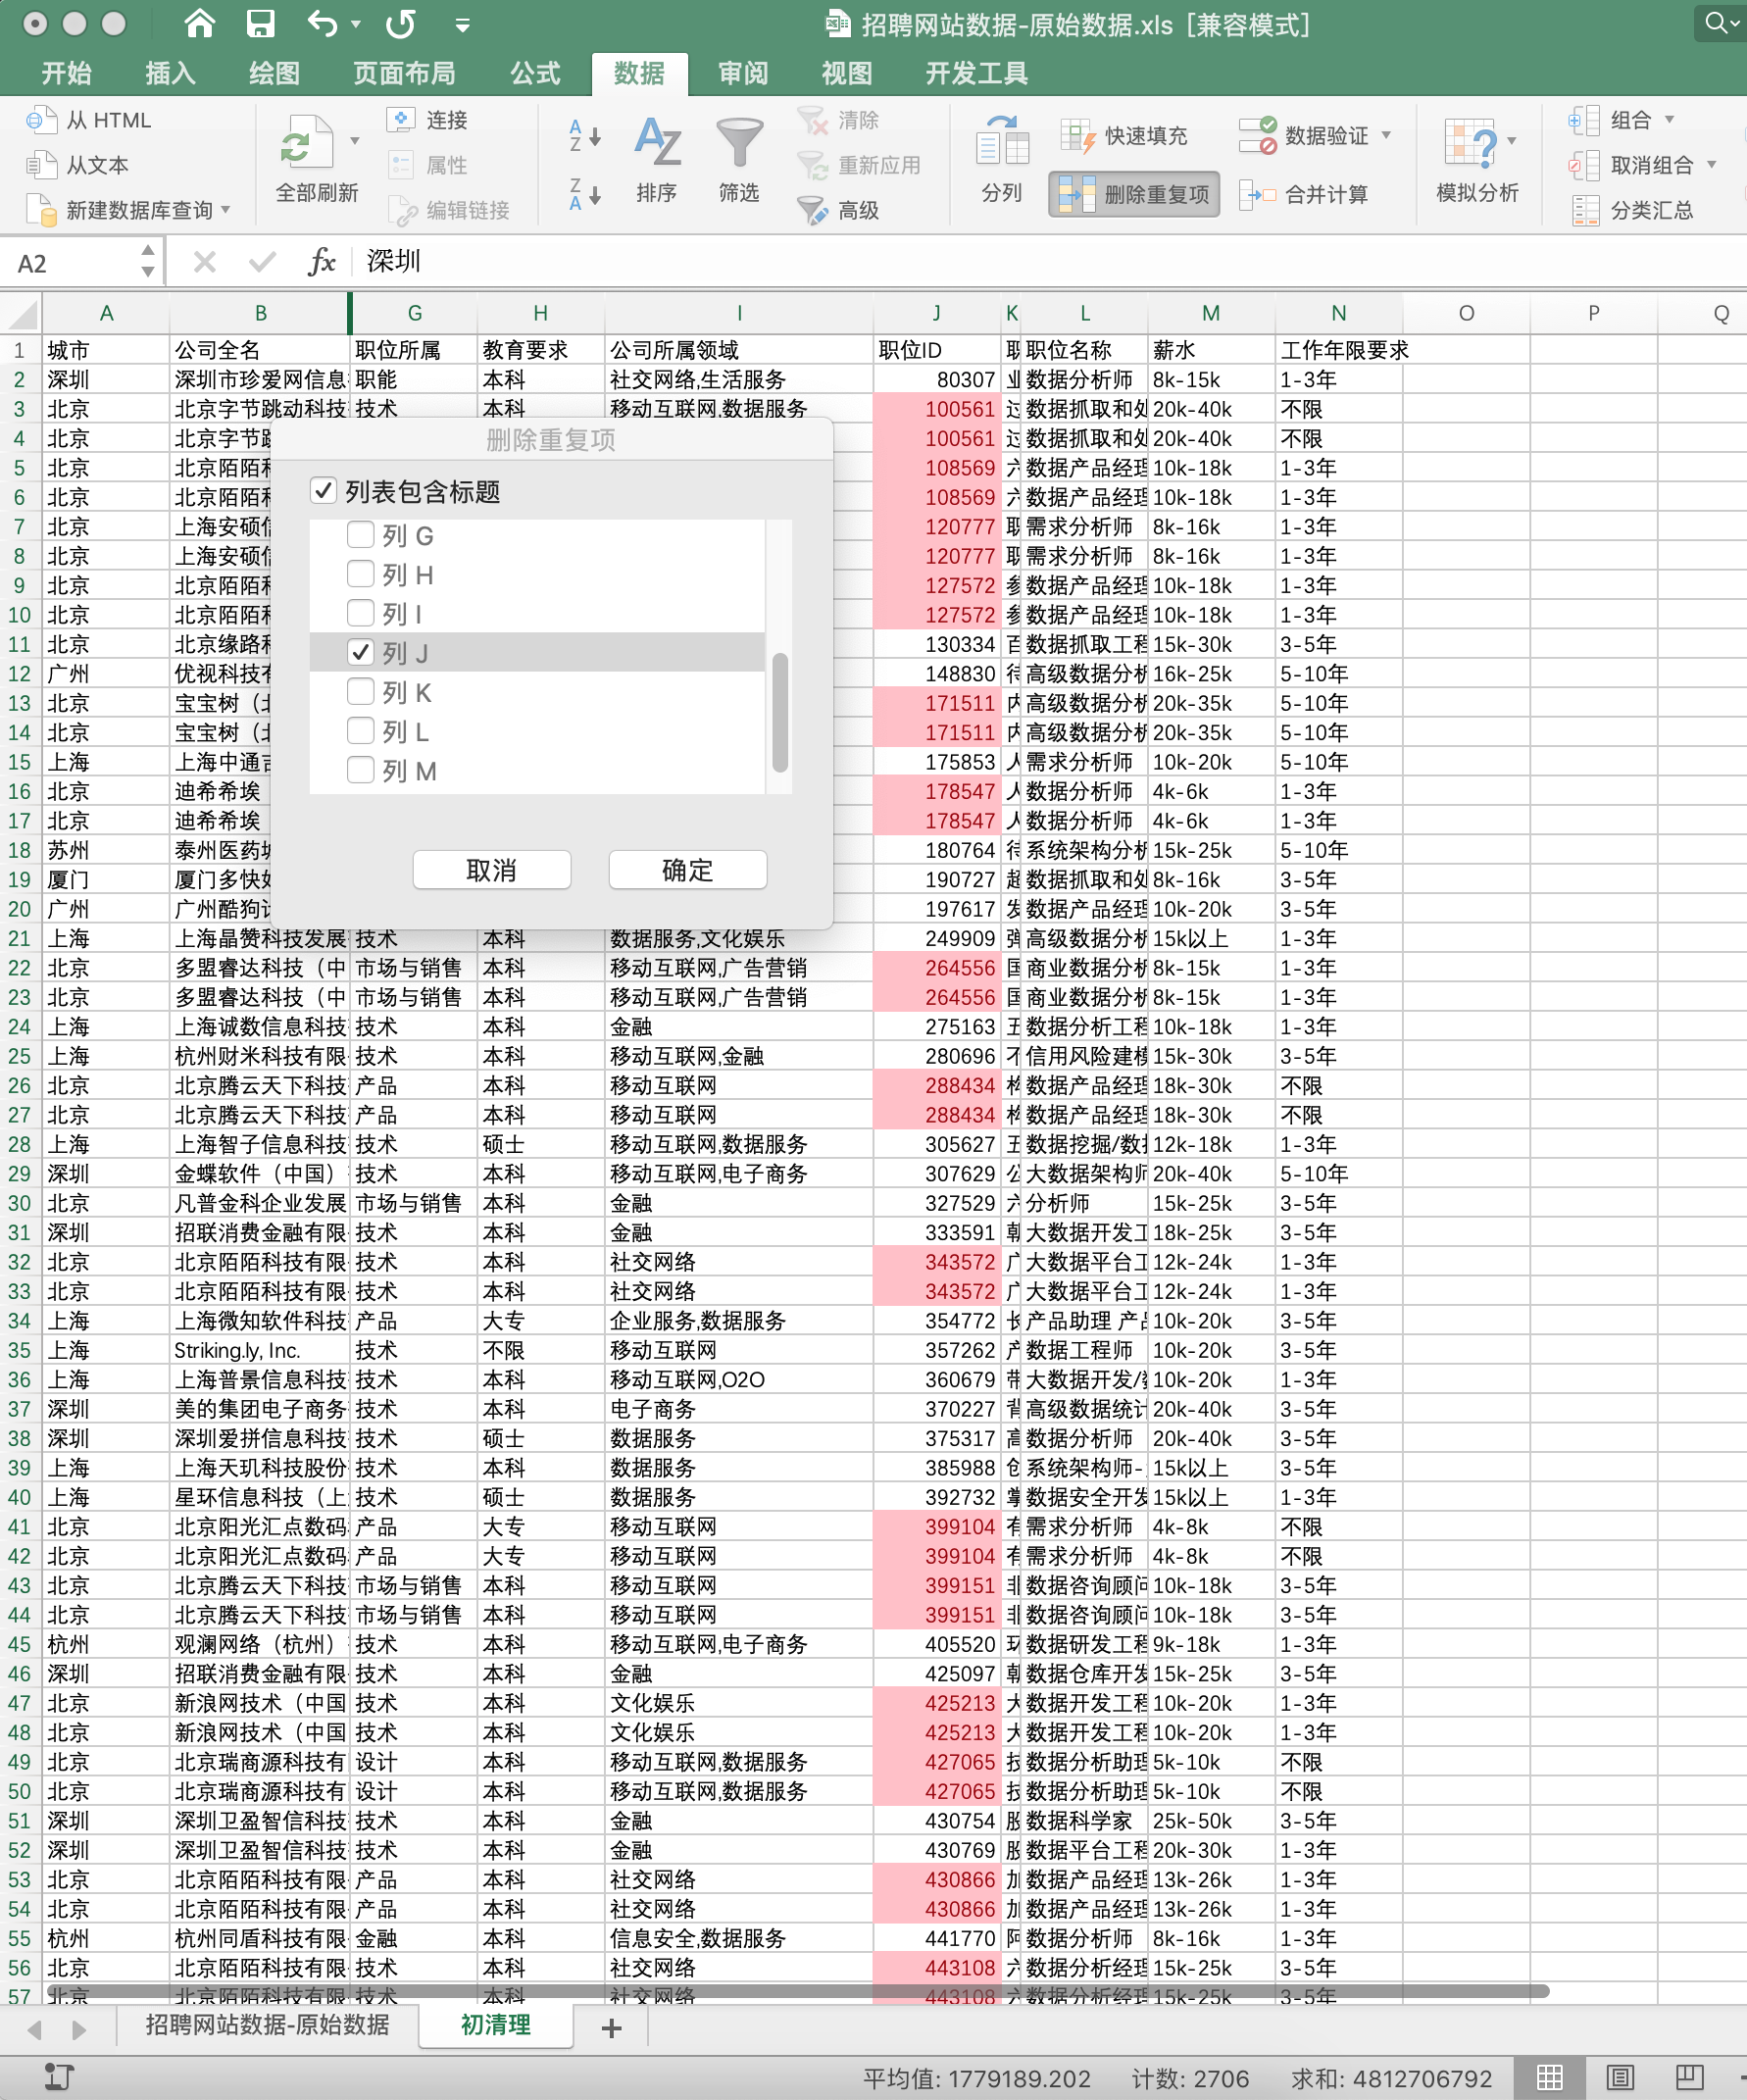 招聘网站数据-原始数据.xls [兼容模式]
开始 插入 绘图 页面布局 公式 数据 审阅 视图 开发工具
从 HTML
从文本
新建数据库查询
全部刷新
连接
属性
编辑链接
A Z
Z A
排序
筛选
清除
重新应用
高级
分列
快速填充
删除重复项
数据验证
合并计算
模拟分析
组合
取消组合
分类汇总
A2 fx 深圳
A B G H I J K L M N O P Q
1 城市 公司全名 职位所属 教育要求 公司所属领域 职位ID 职 职位名称 薪水 工作年限要求
2 深圳 深圳市珍爱网信息 职能 本科 社交网络,生活服务 80307 业 数据分析师 8k-15k 1-3年
3 北京 北京字节跳动科技 技术 本科 移动互联网,数据服务 100561 过 数据抓取和处 20k-40k 不限
4 北京 北京字节跳 100561 过 数据抓取和处 20k-40k 不限
5 北京 北京陌陌科 108569 六 数据产品经理 10k-18k 1-3年
6 北京 北京陌陌科 108569 六 数据产品经理 10k-18k 1-3年
7 北京 上海安硕信 120777 职 需求分析师 8k-16k 1-3年
8 北京 上海安硕信 120777 职 需求分析师 8k-16k 1-3年
9 北京 北京陌陌科 127572 参 数据产品经理 10k-18k 1-3年
10 北京 北京陌陌科 127572 参 数据产品经理 10k-18k 1-3年
11 北京 北京缘路科 130334 百 数据抓取工程 15k-30k 3-5年
12 广州 优视科技有 148830 待 高级数据分析 16k-25k 5-10年
13 北京 宝宝树（北 171511 内 高级数据分析 20k-35k 5-10年
14 北京 宝宝树（北 171511 内 高级数据分析 20k-35k 5-10年
15 上海 上海中通吉 175853 人 需求分析师 10k-20k 5-10年
16 北京 迪希希埃 178547 人 数据分析师 4k-6k 1-3年
17 北京 迪希希埃 178547 人 数据分析师 4k-6k 1-3年
18 苏州 泰州医药城 180764 待 系统架构分析 15k-25k 5-10年
19 厦门 厦门多快好 190727 超 数据抓取和处 8k-16k 3-5年
20 广州 广州酷狗计 197617 发 数据产品经理 10k-20k 3-5年
21 上海 上海晶赞科技发展 技术 本科 数据服务,文化娱乐 249909 弹 高级数据分析 15k以上 1-3年
22 北京 多盟睿达科技（中 市场与销售 本科 移动互联网,广告营销 264556 国 商业数据分析 8k-15k 1-3年
23 北京 多盟睿达科技（中 市场与销售 本科 移动互联网,广告营销 264556 国 商业数据分析 8k-15k 1-3年
24 上海 上海诚数信息科技 技术 本科 金融 275163 五 数据分析工程 10k-18k 1-3年
25 上海 杭州财米科技有限 技术 本科 移动互联网,金融 280696 不 信用风险建模 15k-30k 3-5年
26 北京 北京腾云天下科技 产品 本科 移动互联网 288434 构 数据产品经理 18k-30k 不限
27 北京 北京腾云天下科技 产品 本科 移动互联网 288434 构 数据产品经理 18k-30k 不限
28 上海 上海智子信息科技 技术 硕士 移动互联网,数据服务 305627 五 数据挖掘/数据 12k-18k 1-3年
29 深圳 金蝶软件（中国） 技术 本科 移动互联网,电子商务 307629 公 大数据架构师 20k-40k 5-10年
30 北京 凡普金科企业发展 市场与销售 本科 金融 327529 六 分析师 15k-25k 3-5年
31 深圳 招联消费金融有限 技术 本科 金融 333591 朝 大数据开发工 18k-25k 3-5年
32 北京 北京陌陌科技有限 技术 本科 社交网络 343572 广 大数据平台工 12k-24k 1-3年
33 北京 北京陌陌科技有限 技术 本科 社交网络 343572 广 大数据平台工 12k-24k 1-3年
34 上海 上海微知软件科技 产品 大专 企业服务,数据服务 354772 长 产品助理 产品 10k-20k 3-5年
35 上海 Striking.ly, Inc. 技术 不限 移动互联网 357262 产 数据工程师 10k-20k 3-5年
36 上海 上海普景信息科技 技术 本科 移动互联网,O2O 360679 带 大数据开发/数 10k-20k 1-3年
37 深圳 美的集团电子商务 技术 本科 电子商务 370227 背 高级数据统计 20k-40k 3-5年
38 深圳 深圳爱拼信息科技 技术 硕士 数据服务 375317 高 数据分析师 20k-40k 3-5年
39 上海 上海天玑科技股份 技术 本科 数据服务 385988 创 系统架构师- 15k以上 3-5年
40 上海 星环信息科技（上 技术 硕士 数据服务 392732 掌 数据安全开发 15k以上 1-3年
41 北京 北京阳光汇点数码 产品 大专 移动互联网 399104 有 需求分析师 4k-8k 不限
42 北京 北京阳光汇点数码 产品 大专 移动互联网 399104 有 需求分析师 4k-8k 不限
43 北京 北京腾云天下科技 市场与销售 本科 移动互联网 399151 非 数据咨询顾问 10k-18k 3-5年
44 北京 北京腾云天下科技 市场与销售 本科 移动互联网 399151 非 数据咨询顾问 10k-18k 3-5年
45 杭州 观澜网络（杭州） 技术 本科 移动互联网,电子商务 405520 环 数据研发工程 9k-18k 1-3年
46 深圳 招联消费金融有限 技术 本科 金融 425097 朝 数据仓库开发 15k-25k 3-5年
47 北京 新浪网技术（中国 技术 本科 文化娱乐 425213 大 数据开发工程 10k-20k 1-3年
48 北京 新浪网技术（中国 技术 本科 文化娱乐 425213 大 数据开发工程 10k-20k 1-3年
49 北京 北京瑞商源科技有 设计 本科 移动互联网,数据服务 427065 技 数据分析助理 5k-10k 不限
50 北京 北京瑞商源科技有 设计 本科 移动互联网,数据服务 427065 技 数据分析助理 5k-10k 不限
51 深圳 深圳卫盈智信科技 技术 本科 金融 430754 股 数据科学家 25k-50k 3-5年
52 深圳 深圳卫盈智信科技 技术 本科 金融 430769 股 数据平台工程 20k-30k 1-3年
53 北京 北京陌陌科技有限 产品 本科 社交网络 430866 加 数据产品经理 13k-26k 1-3年
54 北京 北京陌陌科技有限 产品 本科 社交网络 430866 加 数据产品经理 13k-26k 1-3年
55 杭州 杭州同盾科技有限 金融 本科 信息安全,数据服务 441770 阿 数据分析师 8k-16k 1-3年
56 北京 北京陌陌科技有限 技术 本科 社交网络 443108 六 数据分析经理 15k-25k 3-5年
57 北京 北京陌陌科技有限 技术 本科 社交网络 443108 六 数据分析经理 15k-25k 3-5年
删除重复项
列表包含标题
列 G
列 H
列 I
列 J
列 K
列 L
列 M
取消 确定
招聘网站数据-原始数据 初清理 +
平均值: 1779189.202 计数: 2706 求和: 4812706792